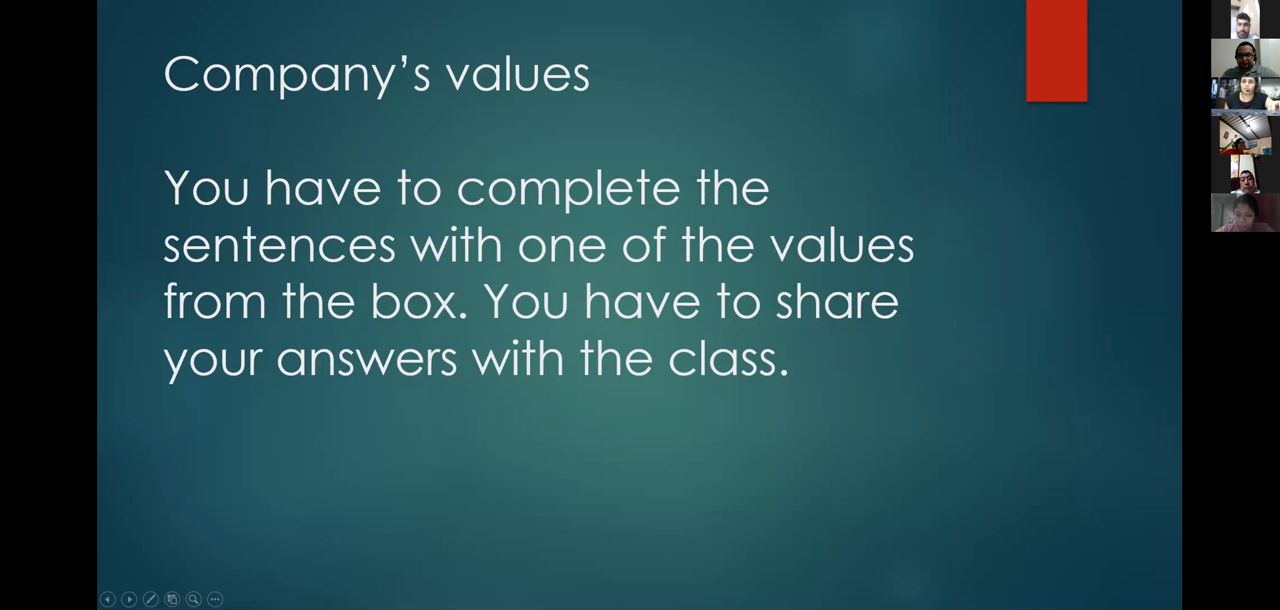 Company’s values
You have to complete the
sentences with one of the values
from the box. You have to share
your answers with the class.